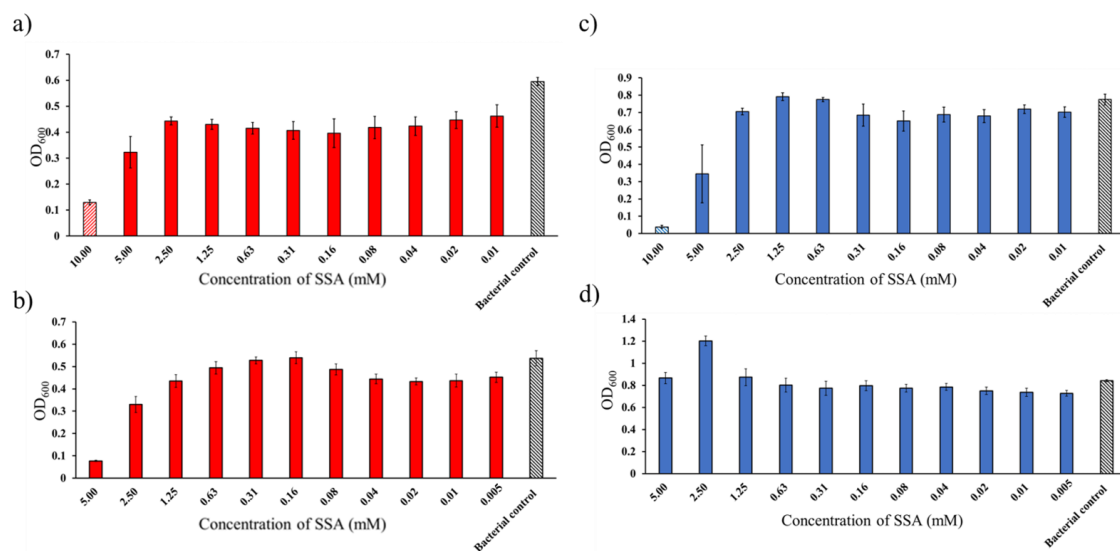 a)
0.7
0.6
0.5
0.4
0.3
0.2
0.1
0
OD600
10.00 5.00 2.50 1.25 0.63 0.31 0.16 0.08 0.04 0.02 0.01 Bacterial control
Concentration of SSA (mM)
b)
0.7
0.6
0.5
0.4
0.3
0.2
0.1
0
OD600
5.00 2.50 1.25 0.63 0.31 0.16 0.08 0.04 0.02 0.01 0.005 Bacterial control
Concentration of SSA (mM)
c)
0.9
0.8
0.7
0.6
0.5
0.4
0.3
0.2
0.1
0
OD600
10.00 5.00 2.50 1.25 0.63 0.31 0.16 0.08 0.04 0.02 0.01 Bacterial control
Concentration of SSA (mM)
d)
1.4
1.2
1
0.8
0.6
0.4
0.2
0
OD600
5.00 2.50 1.25 0.63 0.31 0.16 0.08 0.04 0.02 0.01 0.005 Bacterial control
Concentration of SSA (mM)